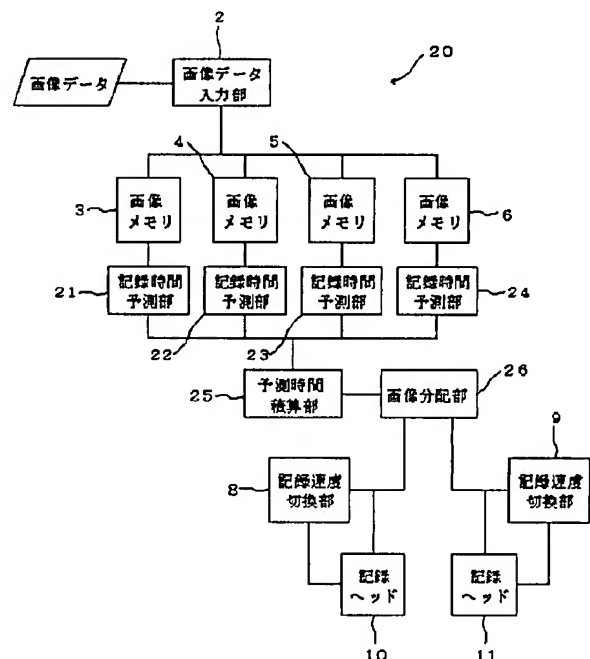 2
20
画像データ
画像データ
入力部
4
5
3
画像
メモリ
画像
メモリ
画像
メモリ
画像
メモリ
6
21
記録時間
予測部
記録時間
予測部
記録時間
予測部
記録時間
予測部
24
22
23
25
予測時間
積算部
画像分配部
26
9
8
記録速度
切換部
記録速度
切換部
記録
ヘッド
記録
ヘッド
10
11